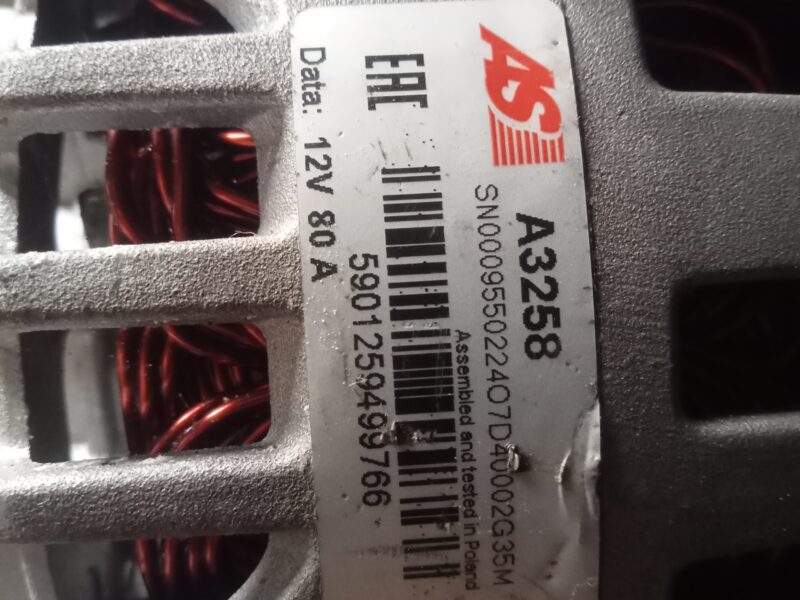 AS
A3258
SN0009550224O7D40002G35M
Assembled and tested in Poland
EAC
5901259499766
Data: 12V 80 A